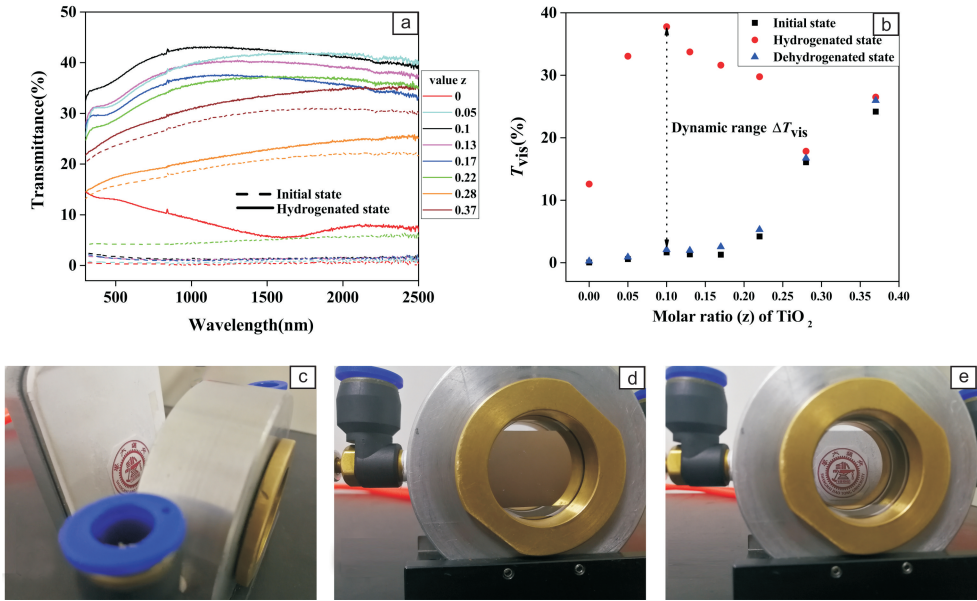 a
50
40
30
20
10
0
Transmittance(%)
500
1000
1500
2000
2500
Wavelength(nm)
Initial state
Hydrogenated state
value z
0
0.05
0.1
0.13
0.17
0.22
0.28
0.37
b
40
30
20
10
0
Tvis(%)
Initial state
Hydrogenated state
Dehydrogenated state
Dynamic range ΔTvis
0.00
0.05
0.10
0.15
0.20
0.25
0.30
0.35
0.40
Molar ratio (z) of TiO2
c
d
e